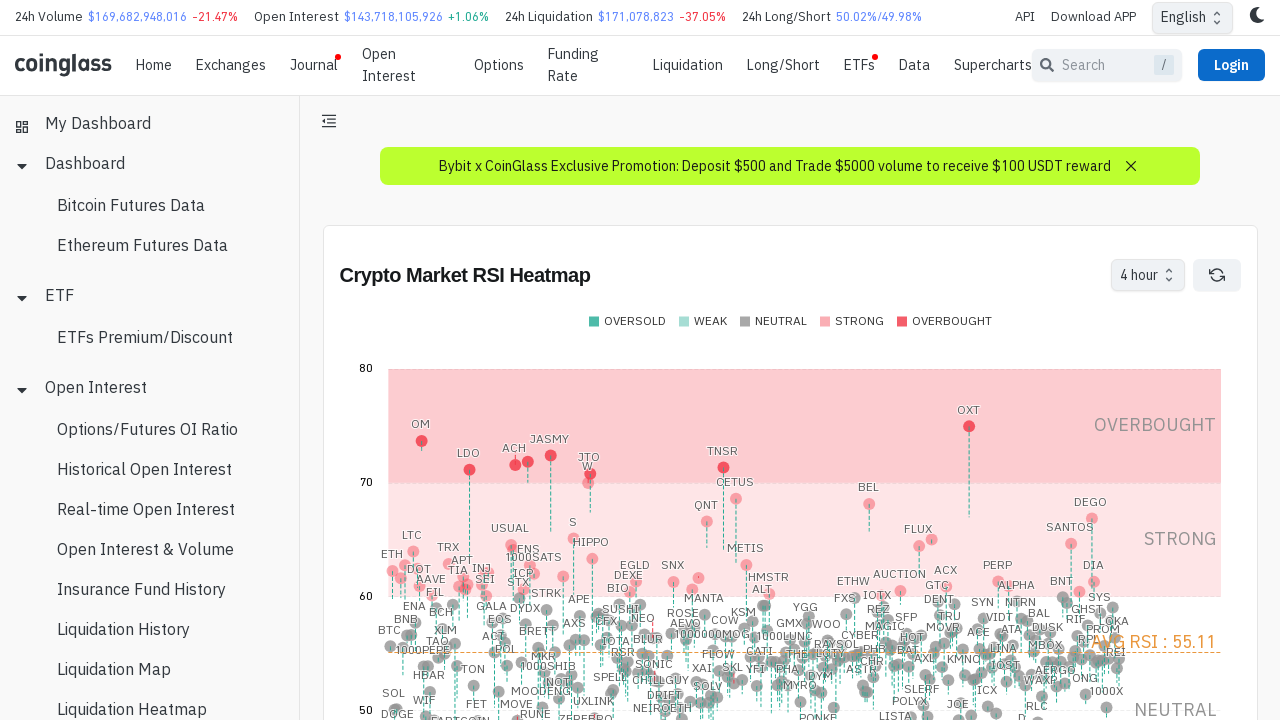 24h Volume $169,682,948,016 -21.47% Open Interest $143,718,105,926 +1.06% 24h Liquidation $171,078,823 -37.05% 24h Long/Short 50.02%/49.98% API Download APP English
coinglass Home Exchanges Journal Open Interest Options Funding Rate Liquidation Long/Short ETFs Data Supercharts Search / Login
My Dashboard
Dashboard
Bitcoin Futures Data
Ethereum Futures Data
ETF
ETFs Premium/Discount
Open Interest
Options/Futures OI Ratio
Historical Open Interest
Real-time Open Interest
Open Interest & Volume
Insurance Fund History
Liquidation History
Liquidation Map
Liquidation Heatmap
Bybit x CoinGlass Exclusive Promotion: Deposit $500 and Trade $5000 volume to receive $100 USDT reward
Crypto Market RSI Heatmap
4 hour
OVERSOLD WEAK NEUTRAL STRONG OVERBOUGHT
80
OXT
OM
OVERBOUGHT
JASMY
ACH
LDO
TNSR
JTO
W
70
CETUS
BEL
QNT
DEGO
S
USUAL
SANTOS
FLUX
LTC
STRONG
HIPPO
TRX
ENS
METIS
ETH
1000SATS
APT
DOT
TIA
INJ
EGLD
SNX
PERP
DIA
AUCTION
ACX
TCP
DEXE
HMSTR
AAVE
SEI
STX
ETHW
BNT
GTC
ALPHA
BIO
ALT
FIL
STRK
60
APE
MANTA
FXS
IOTX
DENT
SYN
NTRN
SYS
ENA
BCH
GALA
DYDX
SUSHI
ROSE
KSM
YGG
REZ
GHST
BNB
EOS
AXS
NEO
AEVO
COW
GMX
WOO
SFP
TRU
VIDT
BAL
RIF
BTC
XLM
BRETT
MAGIC
MOVR
ACE
ATA
DUSK
PROM
TAO
ACT
IOTA
BLUR
1000000MOG
1000LUNC
CYBER
HOT
AVG RSI : 55.11
1000PEPE
POL
MKR
RSR
FLOW
CATI
THE
PHB
BAT
LINA
MBOX
REI
HBAR
TON
1000SHIB
SONIC
XAI
SKL
YFI
PHA
ASTR
CHR
AXL
KMNO
IOST
AERGO
NOT
SPELL
CHILLGUY
SOLV
MYRO
DYM
WAXP
ONG
SOL
WIF
MOODENG
DRIFT
SLERF
ICX
1000X
FET
MOVE
UXLINK
NEIROETH
POLYX
JOE
RLC
DOGE
RUNE
PONKE
LISTA
50
NEUTRAL